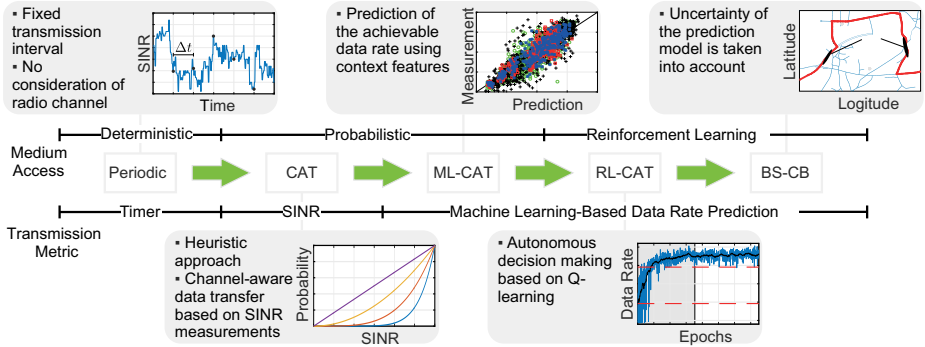 ▪ Fixed
transmission
interval
▪ No
consideration of
radio channel
SINR
Δt
Time
▪ Prediction of
the achievable
data rate using
context features
Measurement
Prediction
▪ Uncertainty of
the prediction
model is taken
into account
Latitude
Logitude
Medium
Access
Deterministic
Probabilistic
Reinforcement Learning
Periodic
CAT
ML-CAT
RL-CAT
BS-CB
Transmission
Metric
Timer
SINR
Machine Learning-Based Data Rate Prediction
▪ Heuristic
approach
▪ Channel-aware
data transfer
based on SINR
measurements
Probability
SINR
▪ Autonomous
decision making
based on Q-
learning
Data Rate
Epochs